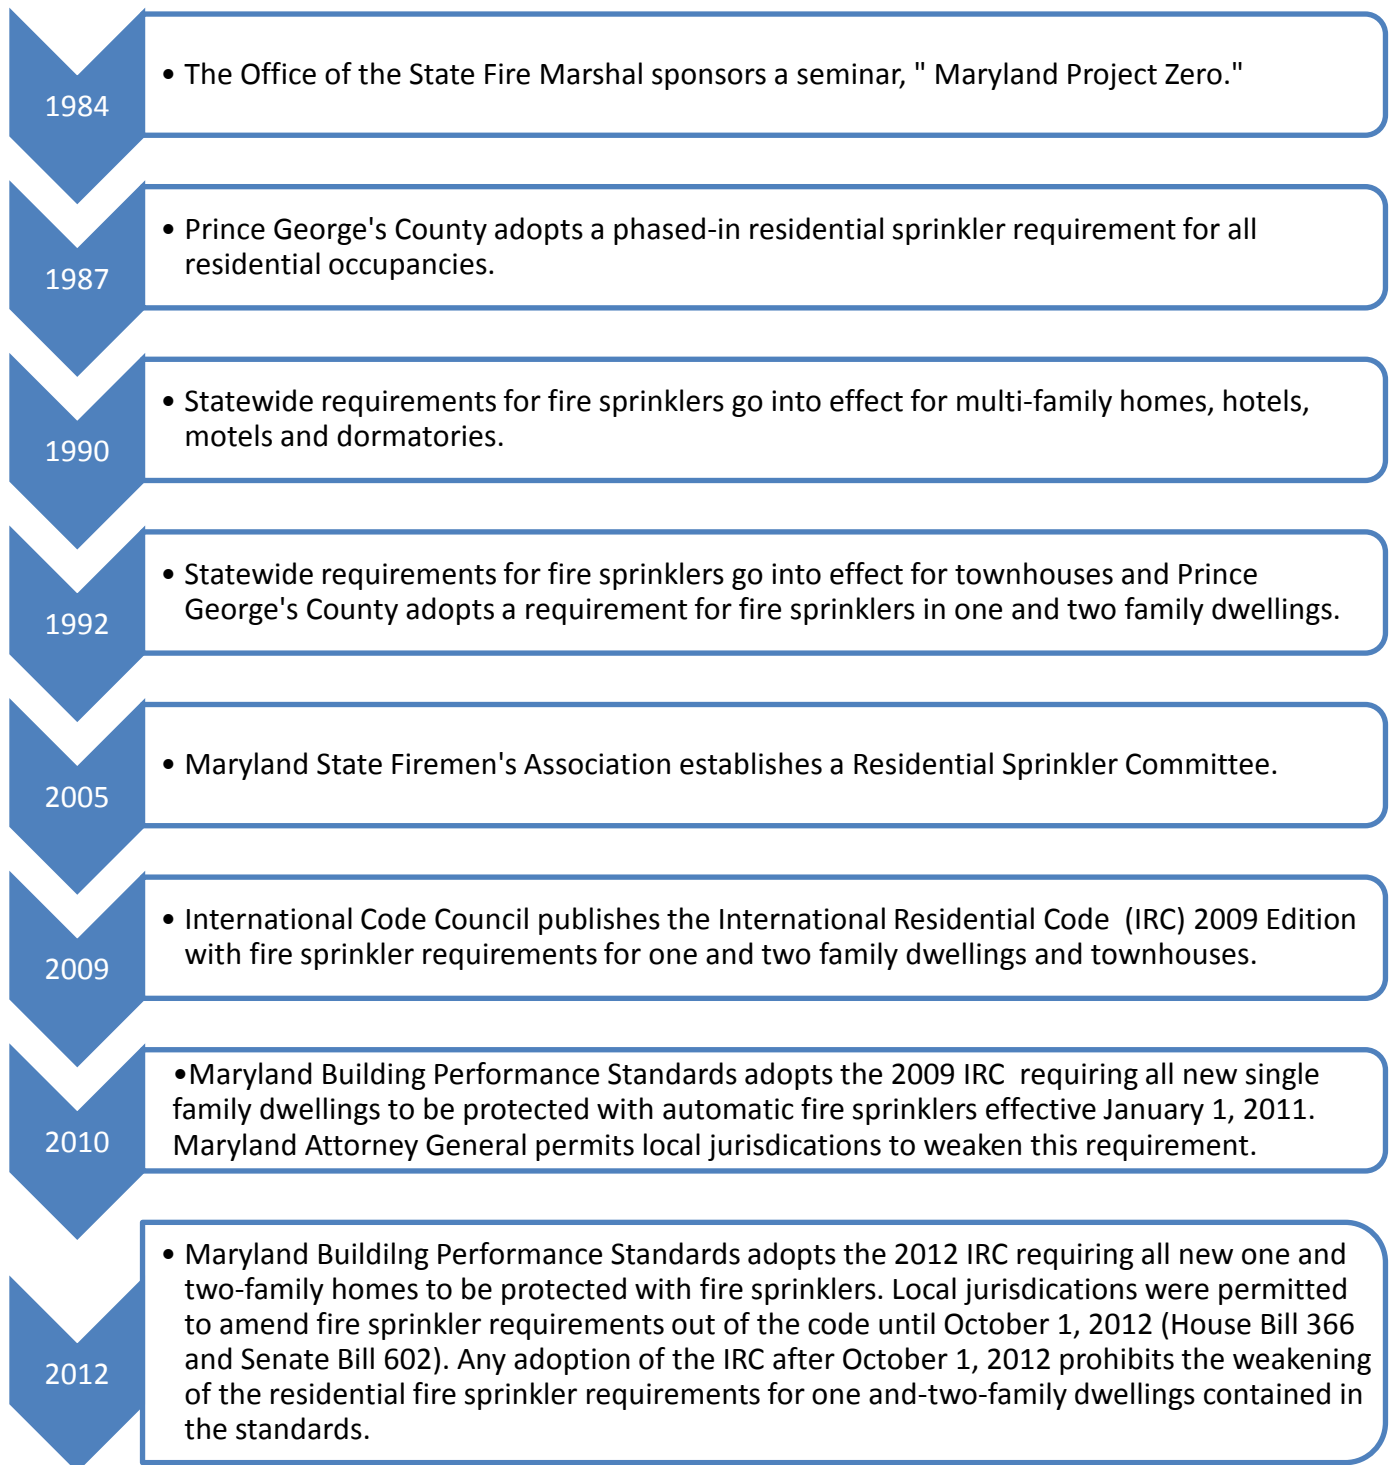 1984
• The Office of the State Fire Marshal sponsors a seminar, " Maryland Project Zero."
1987
• Prince George's County adopts a phased-in residential sprinkler requirement for all
residential occupancies.
1990
• Statewide requirements for fire sprinklers go into effect for multi-family homes, hotels,
motels and dormatories.
1992
• Statewide requirements for fire sprinklers go into effect for townhouses and Prince
George's County adopts a requirement for fire sprinklers in one and two family dwellings.
2005
• Maryland State Firemen's Association establishes a Residential Sprinkler Committee.
2009
• International Code Council publishes the International Residential Code  (IRC) 2009 Edition
with fire sprinkler requirements for one and two family dwellings and townhouses.
2010
•Maryland Building Performance Standards adopts the 2009 IRC  requiring all new single
family dwellings to be protected with automatic fire sprinklers effective January 1, 2011.
Maryland Attorney General permits local jurisdications to weaken this requirement.
2012
• Maryland Buildilng Performance Standards adopts the 2012 IRC requiring all new one and
two-family homes to be protected with fire sprinklers. Local jurisdications were permitted
to amend fire sprinkler requirements out of the code until October 1, 2012 (House Bill 366
and Senate Bill 602). Any adoption of the IRC after October 1, 2012 prohibits the weakening
of the residential fire sprinkler requirements for one and-two-family dwellings contained in
the standards.